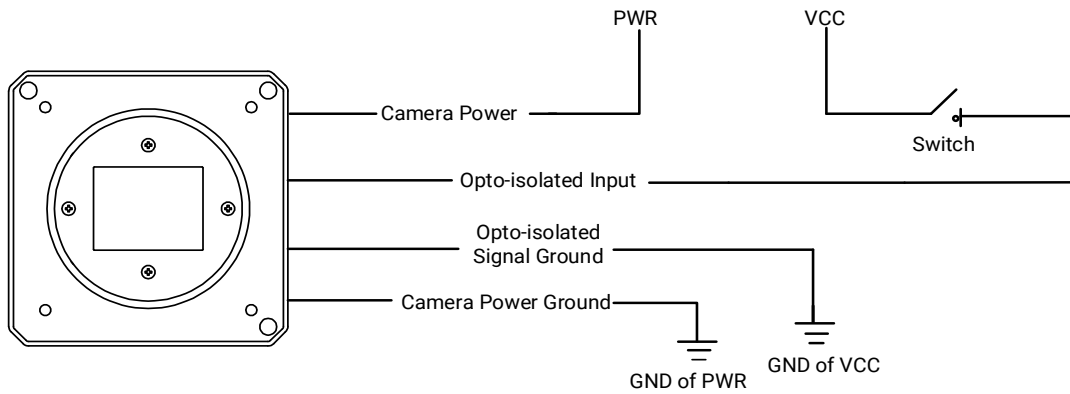 PWR
VCC
Camera Power
Switch
Opto-isolated Input
Opto-isolated
Signal Ground
Camera Power Ground
GND of VCC
GND of PWR